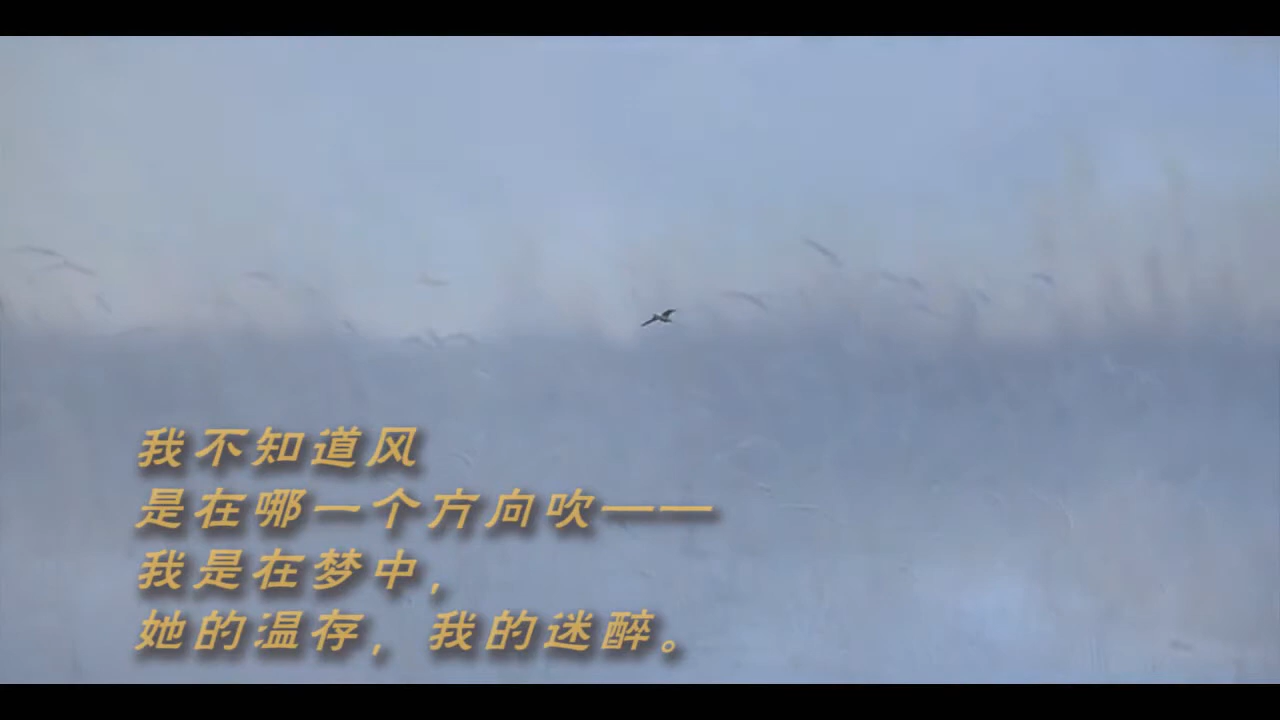 我不知道风
是在哪一个方向吹——
我是在梦中，
她的温存，我的迷醉。